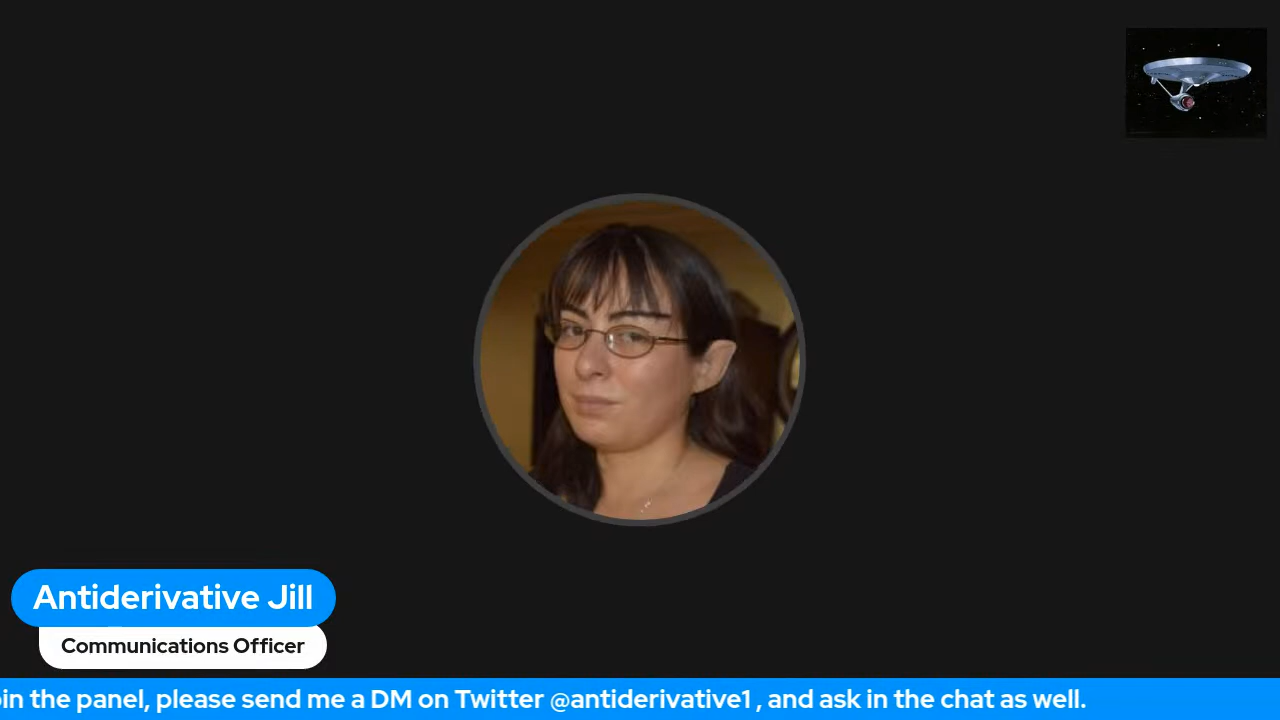 Antiderivative Jill
Communications Officer
in the panel, please send me a DM on Twitter @antiderivative1 , and ask in the chat as well.